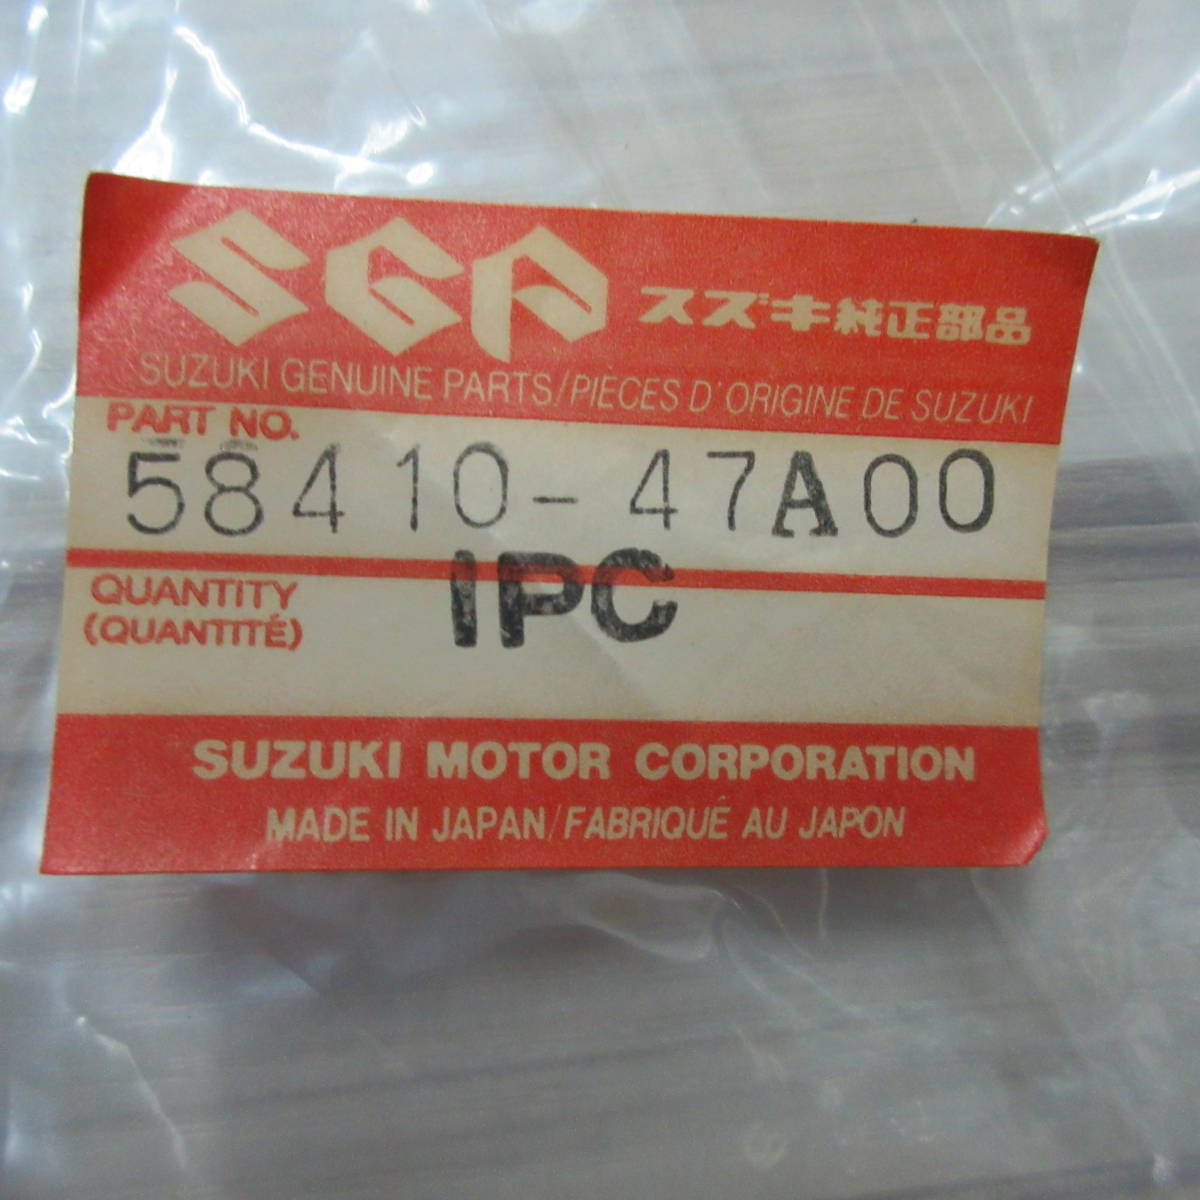 SGP スズキ純正部品
SUZUKI GENUINE PARTS/PIECES D'ORIGINE DE SUZUKI
PART NO.
58410-47A00
QUANTITY
(QUANTITÉ)
1PC
SUZUKI MOTOR CORPORATION
MADE IN JAPAN/FABRIQUÉ AU JAPON